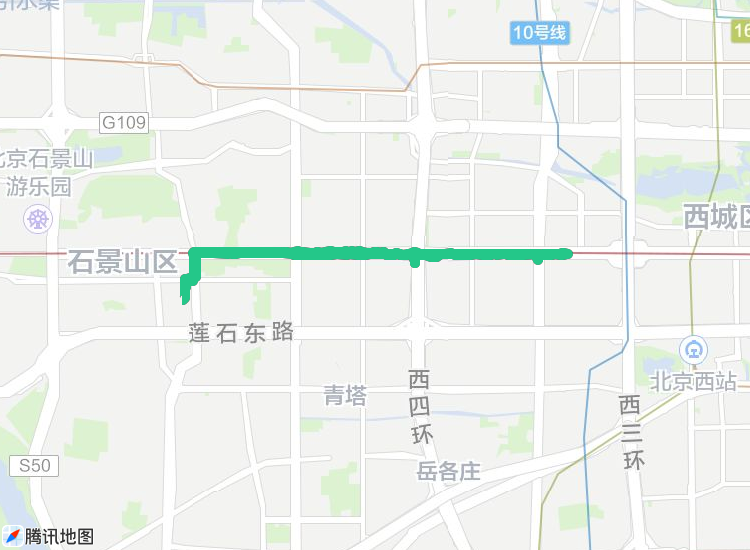 10号线
G109
北京石景山
游乐园
西城区
石景山区
莲石东路
北京西站
青塔
西四环
西三环
岳各庄
S50
腾讯地图